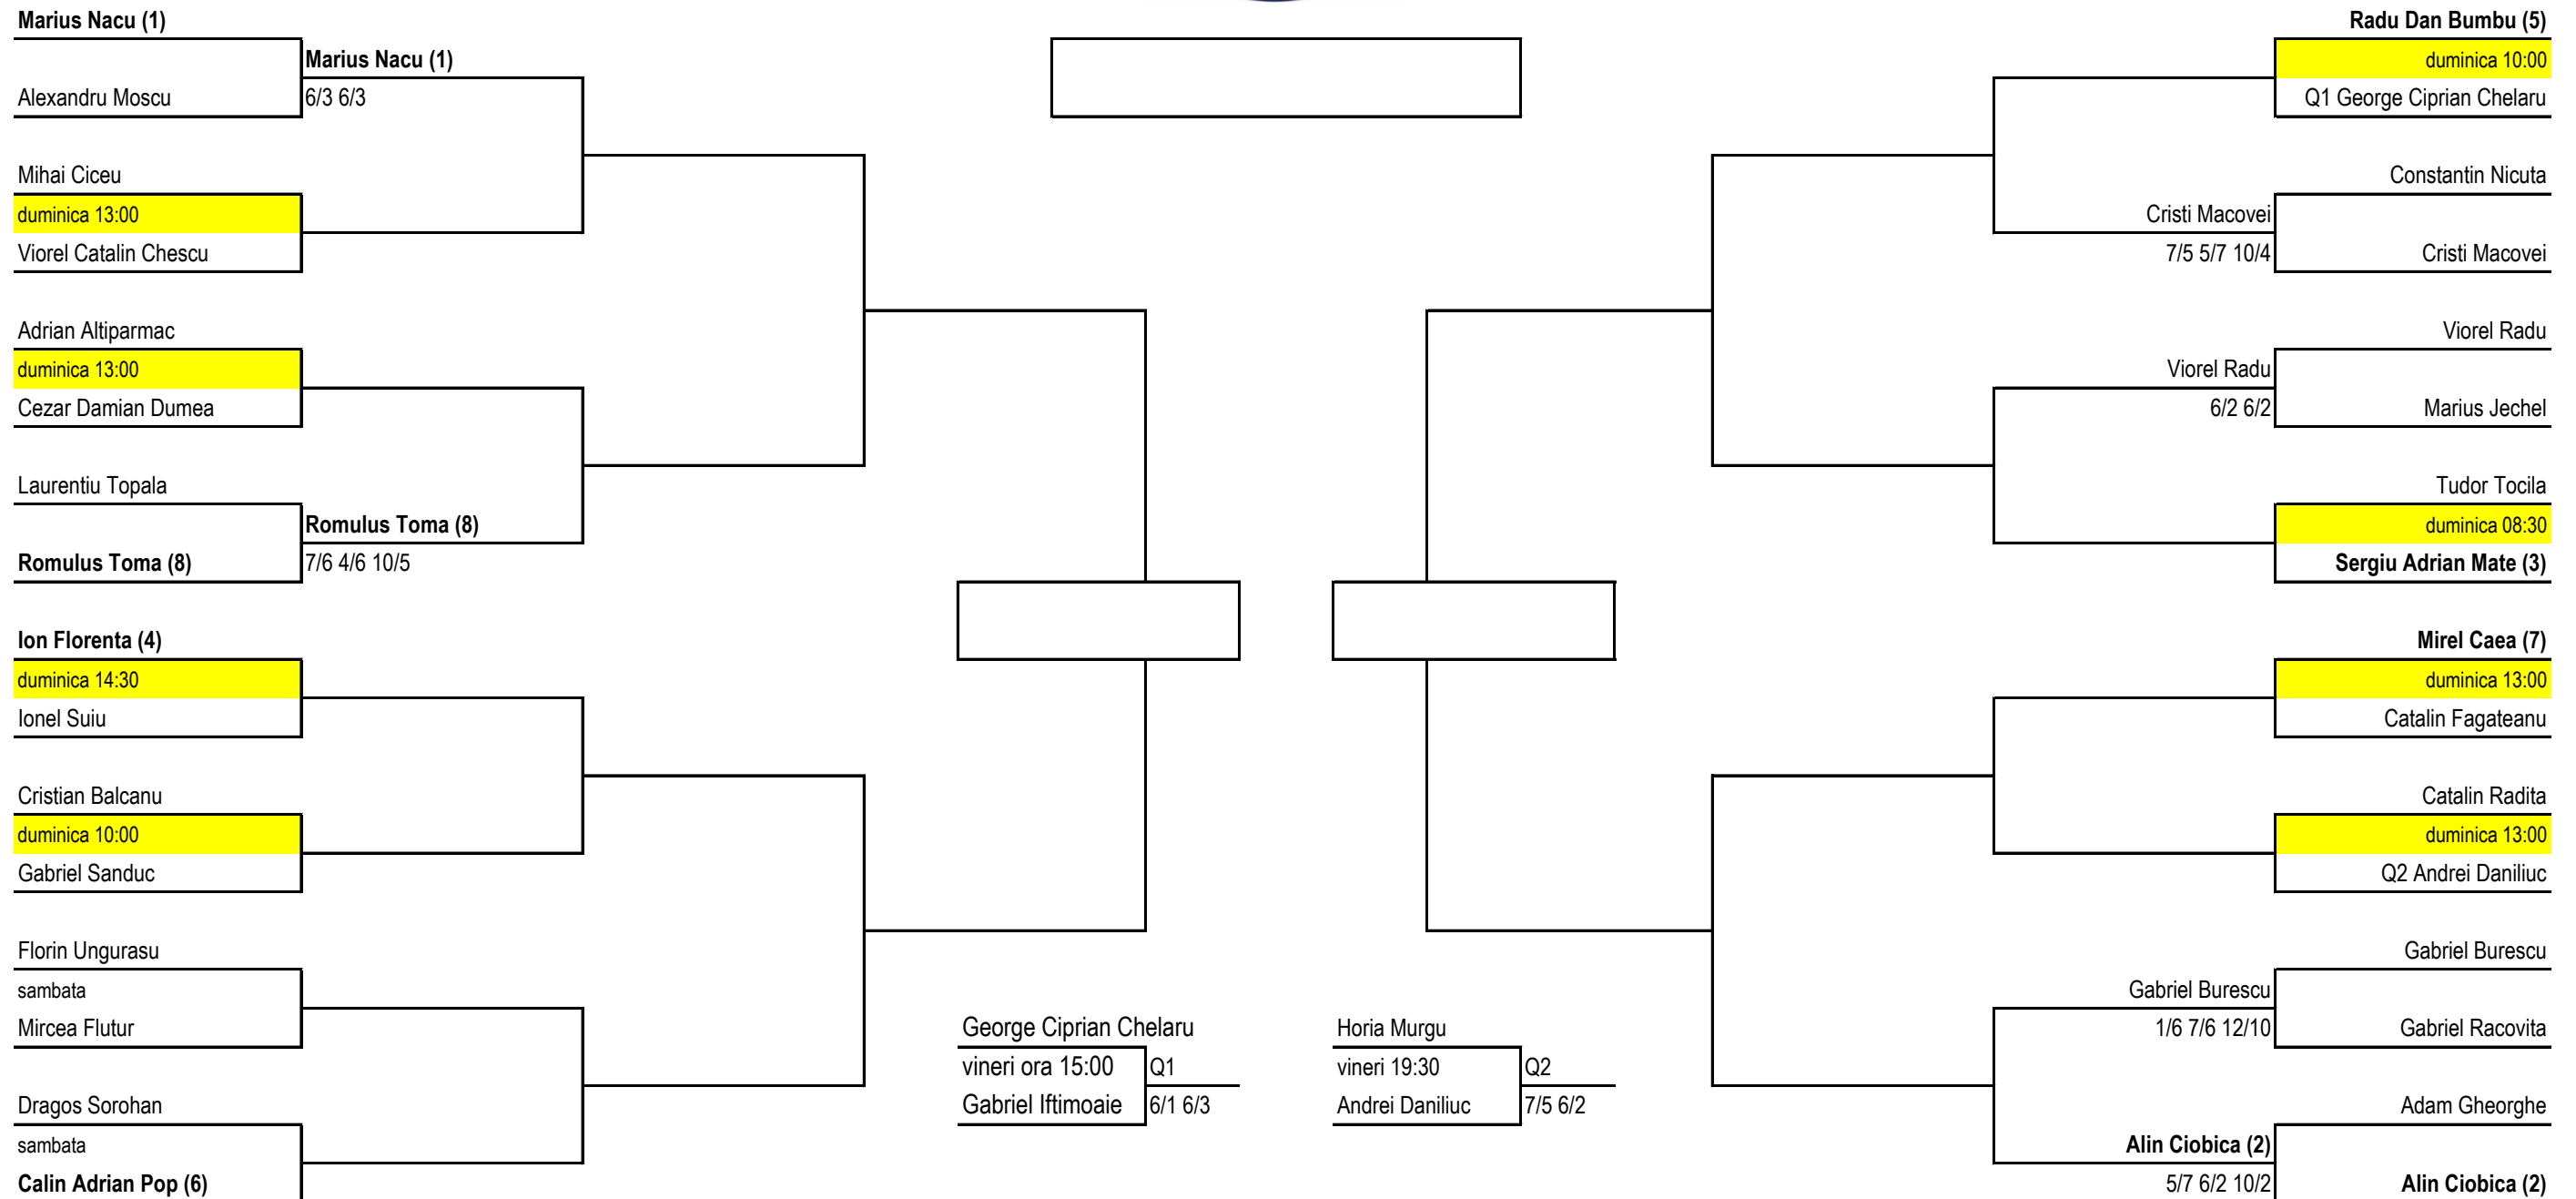 Marius Nacu (1)
Marius Nacu (1)
Alexandru Moscu
6/3 6/3
Mihai Ciceu
duminica 13:00
Viorel Catalin Chescu
Adrian Altiparmac
duminica 13:00
Cezar Damian Dumea
Laurentiu Topala
Romulus Toma (8)
Romulus Toma (8)
7/6 4/6 10/5
Ion Florenta (4)
duminica 14:30
Ionel Suiu
Cristian Balcanu
duminica 10:00
Gabriel Sanduc
Florin Ungurasu
sambata
Mircea Flutur
Dragos Sorohan
sambata
Calin Adrian Pop (6)
George Ciprian Chelaru
vineri ora 15:00
Q1
Gabriel Iftimoaie
6/1 6/3
Horia Murgu
vineri 19:30
Q2
Andrei Daniliuc
7/5 6/2
Radu Dan Bumbu (5)
duminica 10:00
Q1 George Ciprian Chelaru
Constantin Nicuta
Cristi Macovei
7/5 5/7 10/4
Cristi Macovei
Viorel Radu
Viorel Radu
6/2 6/2
Marius Jechel
Tudor Tocila
duminica 08:30
Sergiu Adrian Mate (3)
Mirel Caea (7)
duminica 13:00
Catalin Fagateanu
Catalin Radita
duminica 13:00
Q2 Andrei Daniliuc
Gabriel Burescu
Gabriel Burescu
1/6 7/6 12/10
Gabriel Racovita
Adam Gheorghe
Alin Ciobica (2)
5/7 6/2 10/2
Alin Ciobica (2)